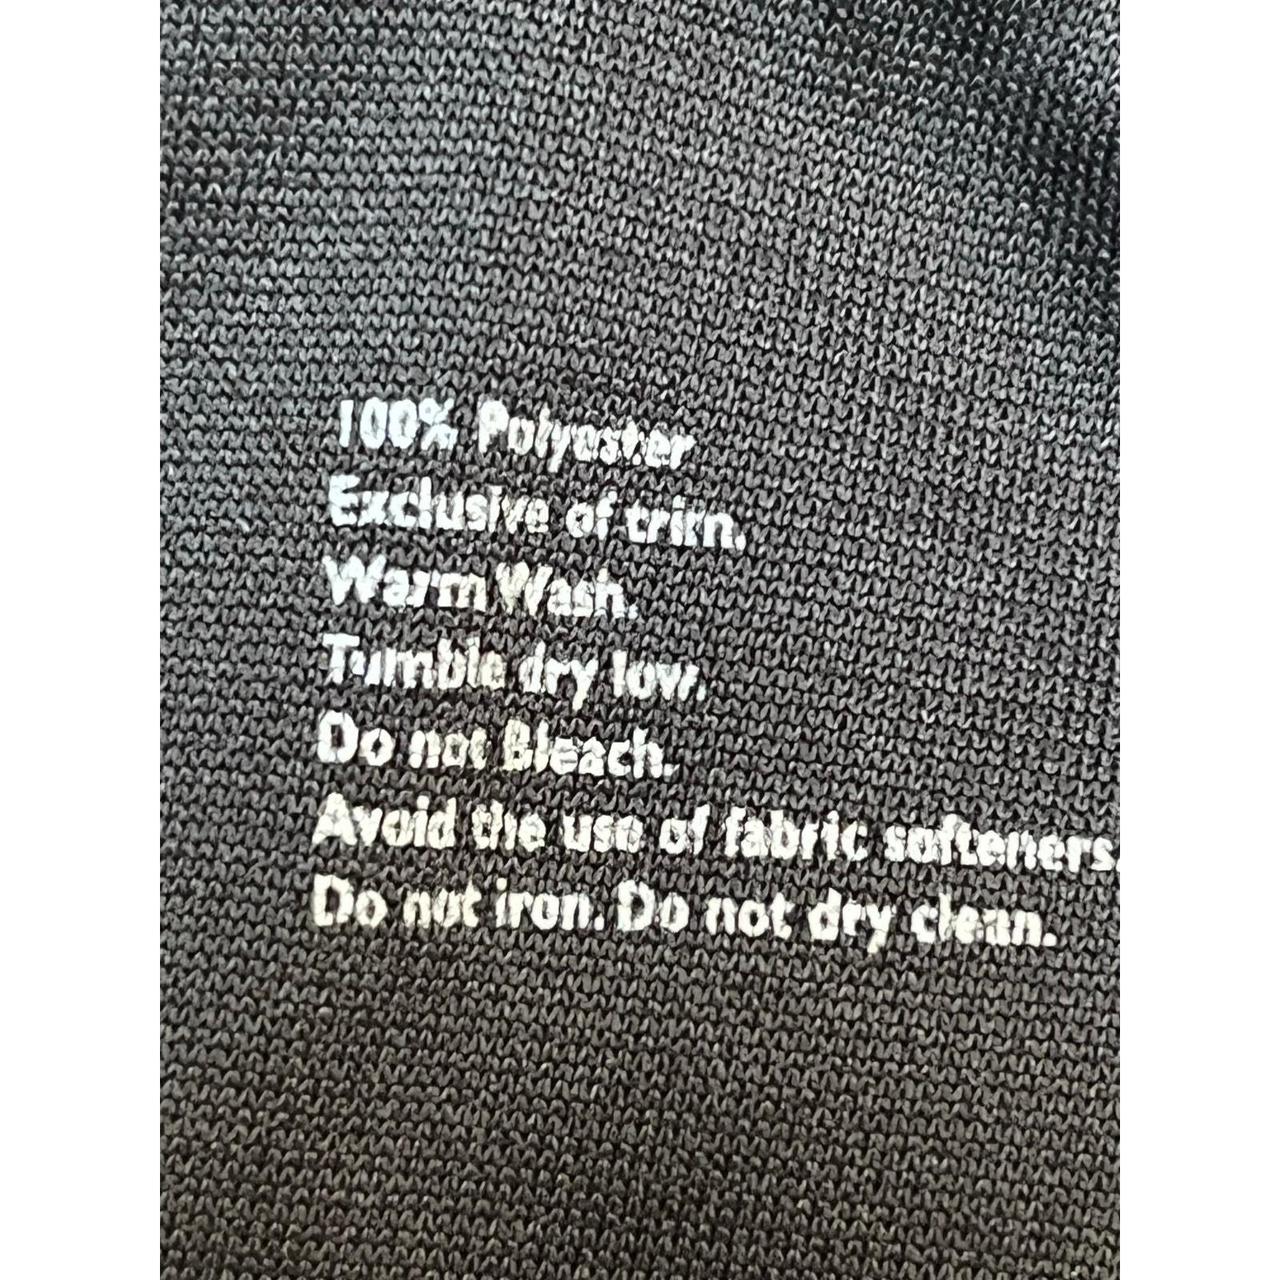 100% Polyester
Exclusive of trim.
Warm Wash.
Tumble dry low.
Do not Bleach.
Avoid the use of fabric softeners.
Do not iron. Do not dry clean.